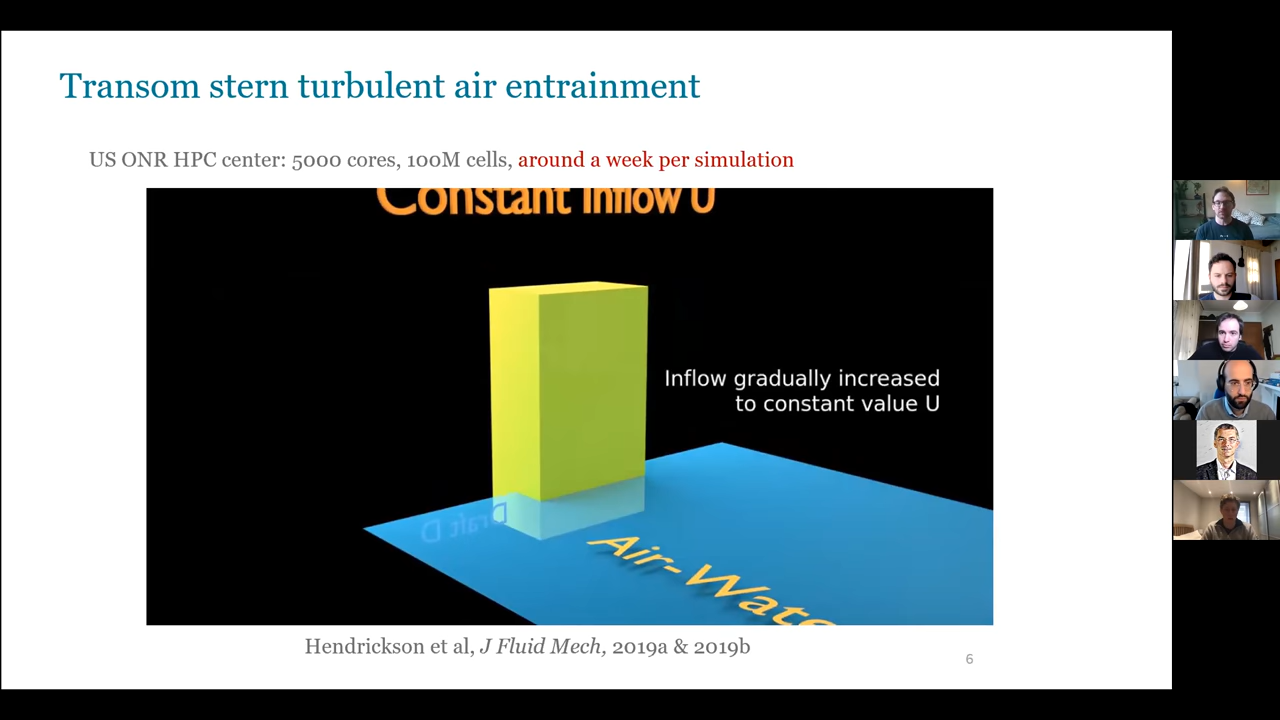 Transom stern turbulent air entrainment
US ONR HPC center: 5000 cores, 100M cells, around a week per simulation
Constant Inflow U
Inflow gradually increased
to constant value U
Draft D
Air-Wate
Hendrickson et al, J Fluid Mech, 2019a & 2019b
6